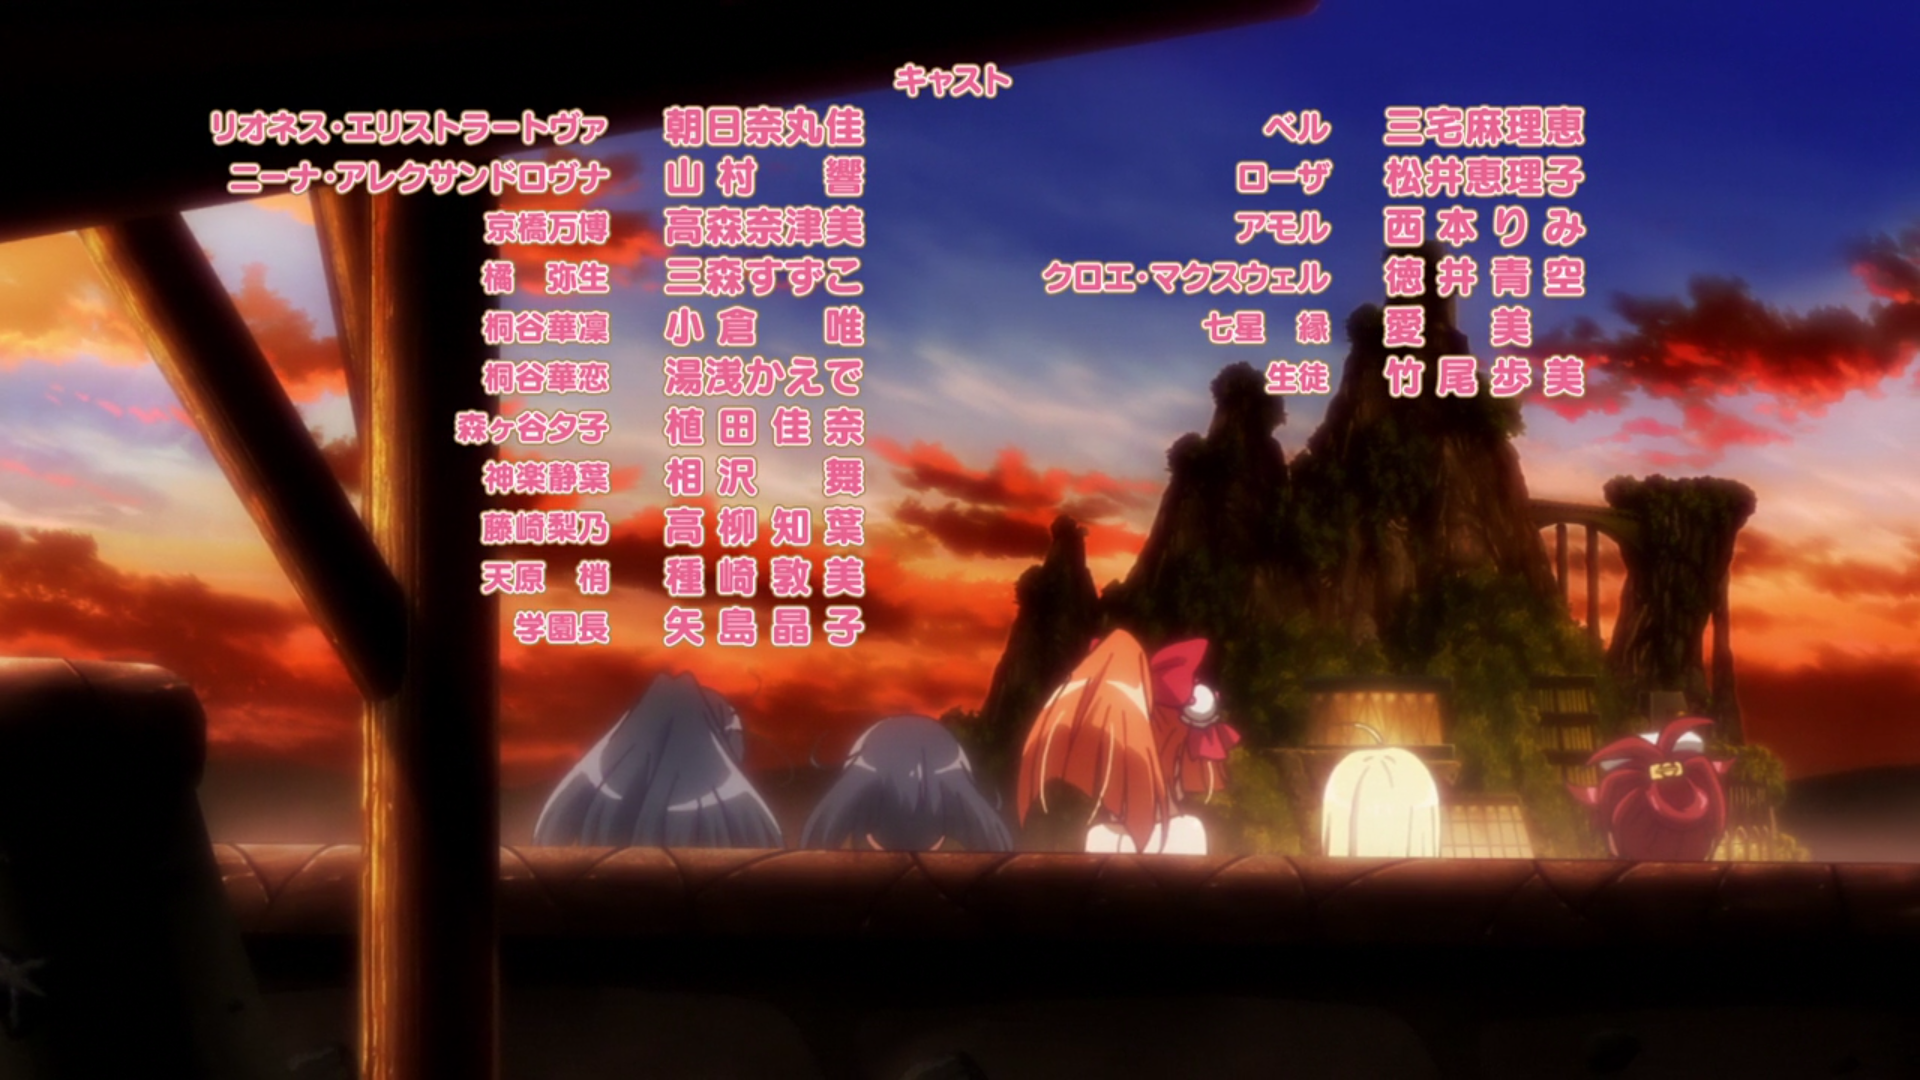 キャスト
リオネス・エリストラートヴァ 朝日奈丸佳
ニーナ・アレクサンドロヴナ 山村 響
京橋万博 高森奈津美
橘 弥生 三森すずこ
桐谷華凜 小倉 唯
桐谷華恋 湯浅かえで
森ヶ谷夕子 植田佳奈
神楽静葉 相沢 舞
藤崎梨乃 高柳知葉
天原 梢 種崎敦美
学園長 矢島晶子
ベル 三宅麻理恵
ローザ 松井恵理子
アモル 西本りみ
クロエ・マクスウェル 徳井青空
七星 縁 愛美
生徒 竹尾歩美